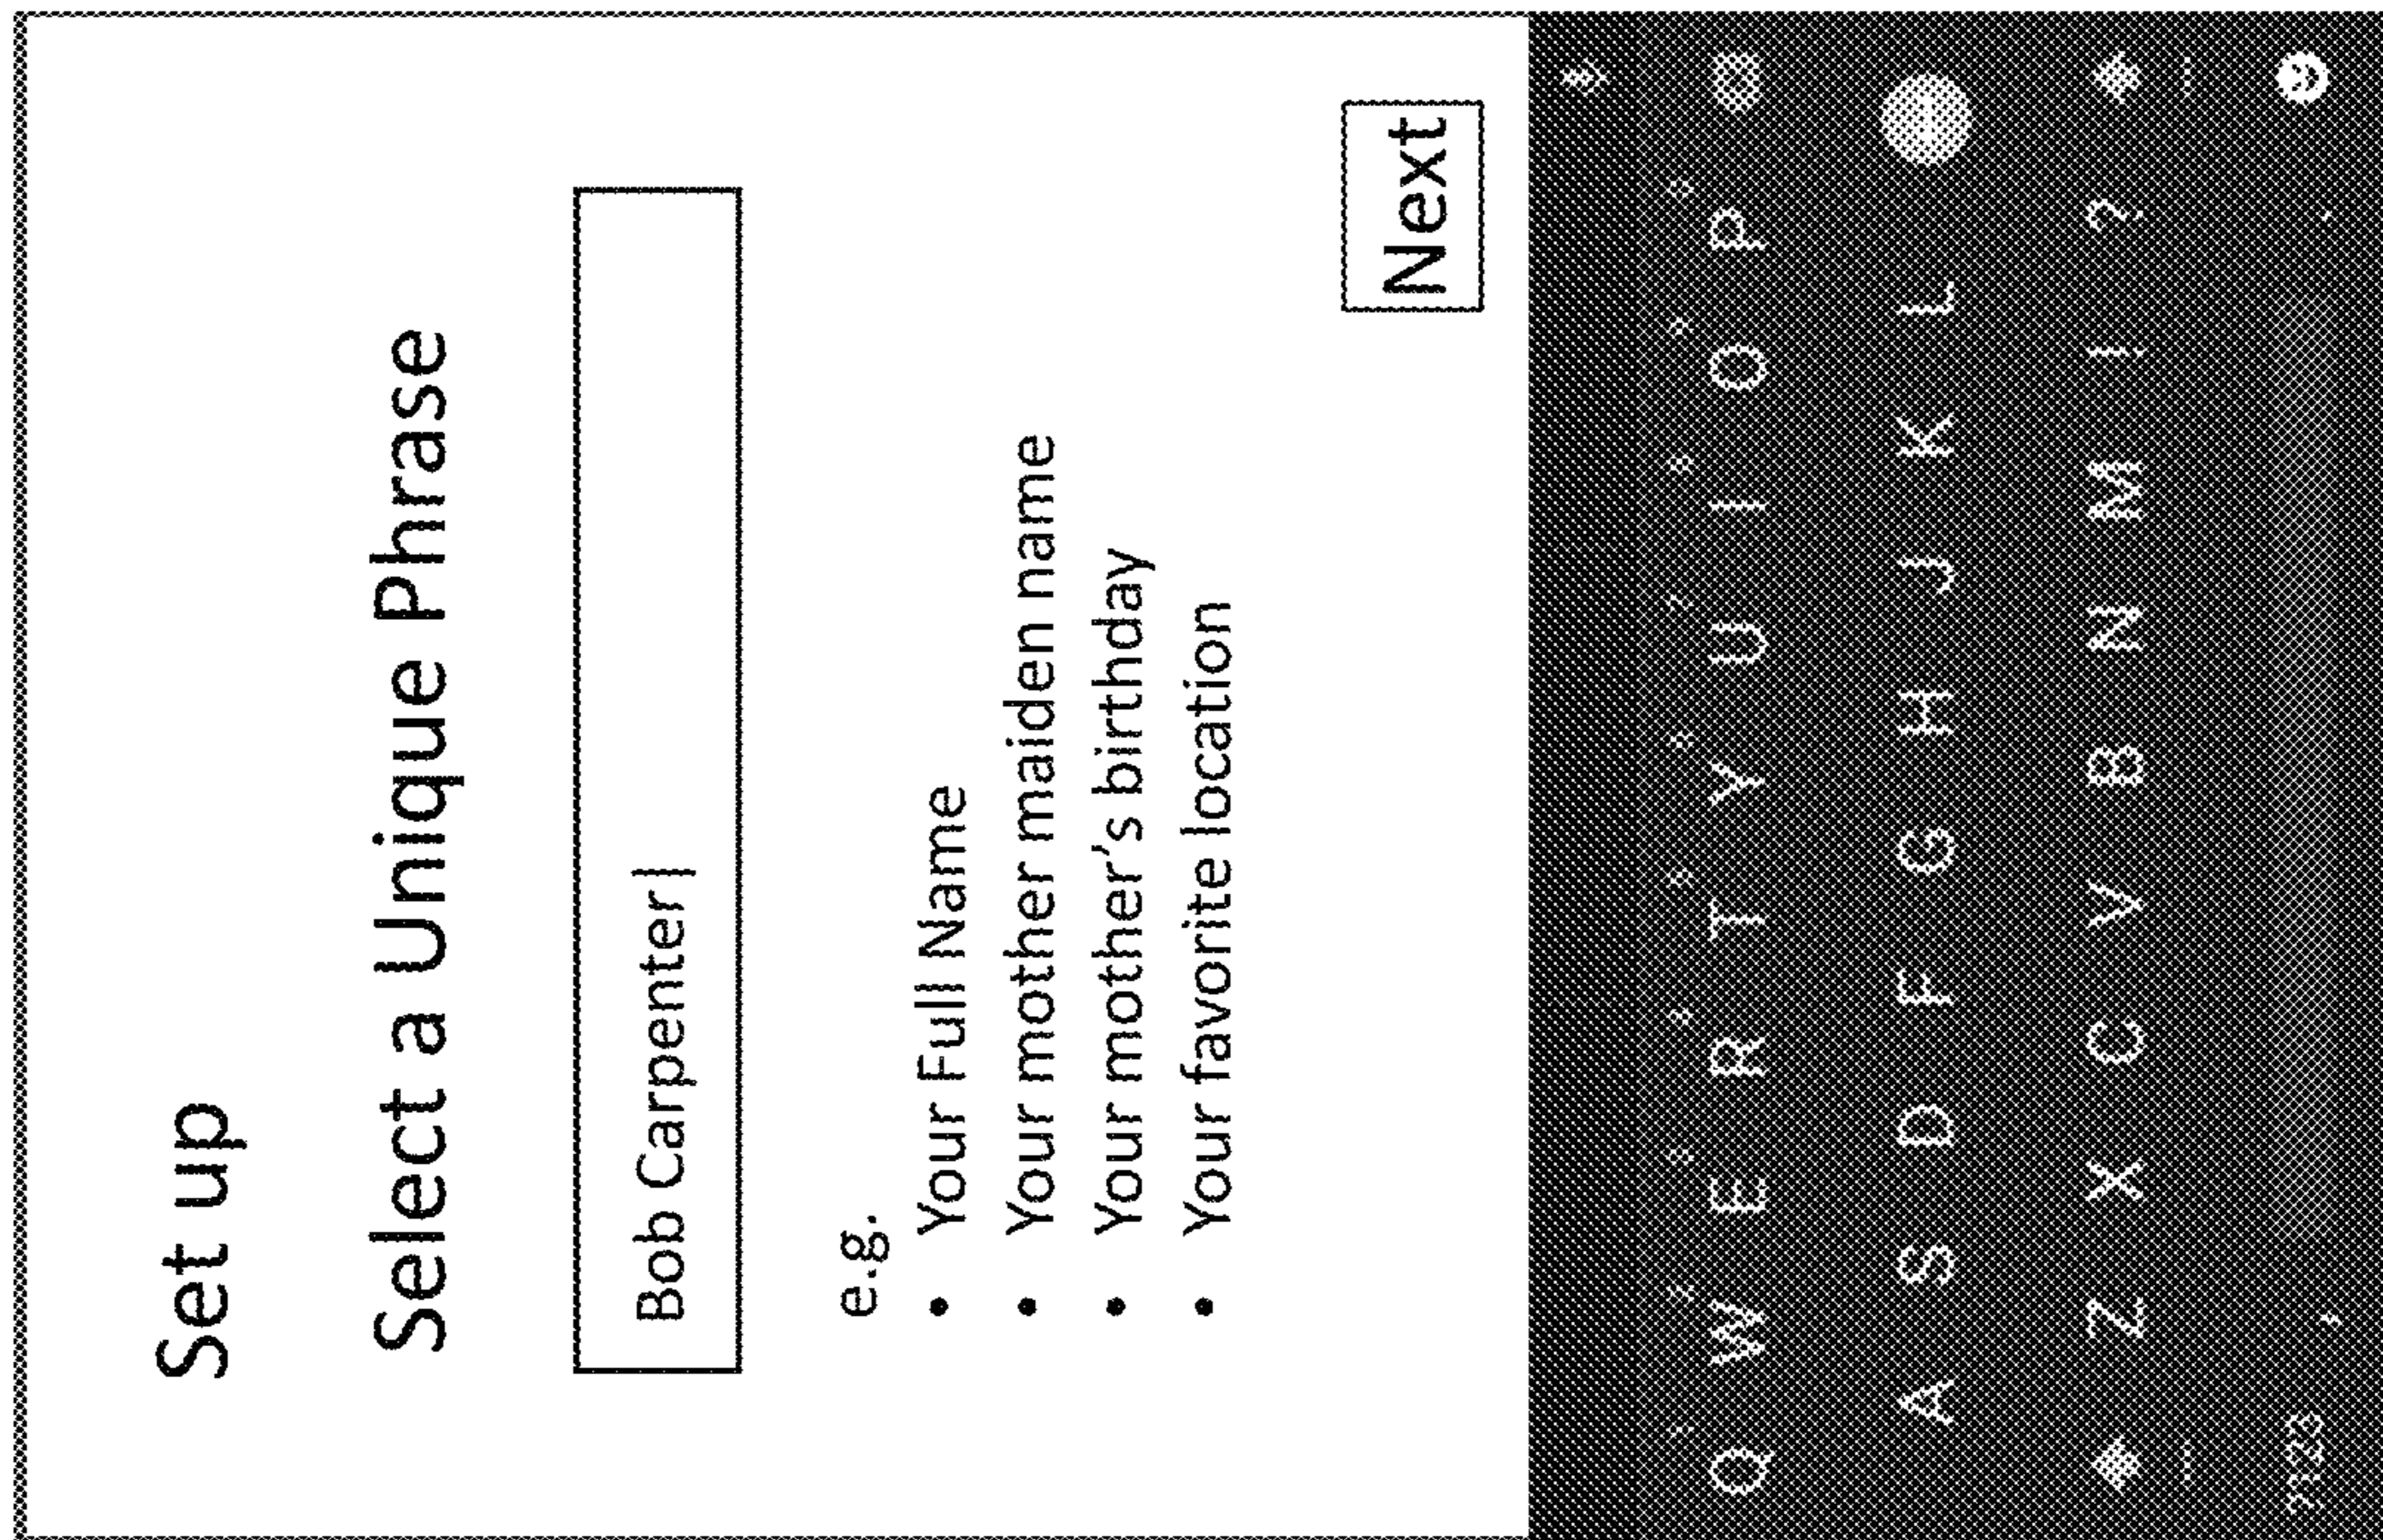 Set up
Select a Unique Phrase
Bob Carpenter
e.g.
• Your Full Name
• Your mother maiden name
• Your mother's birthday
• Your favorite location
Next
Q W E R T Y U I O P
A S D F G H J K L
Z X C V B N M ! ?
, .